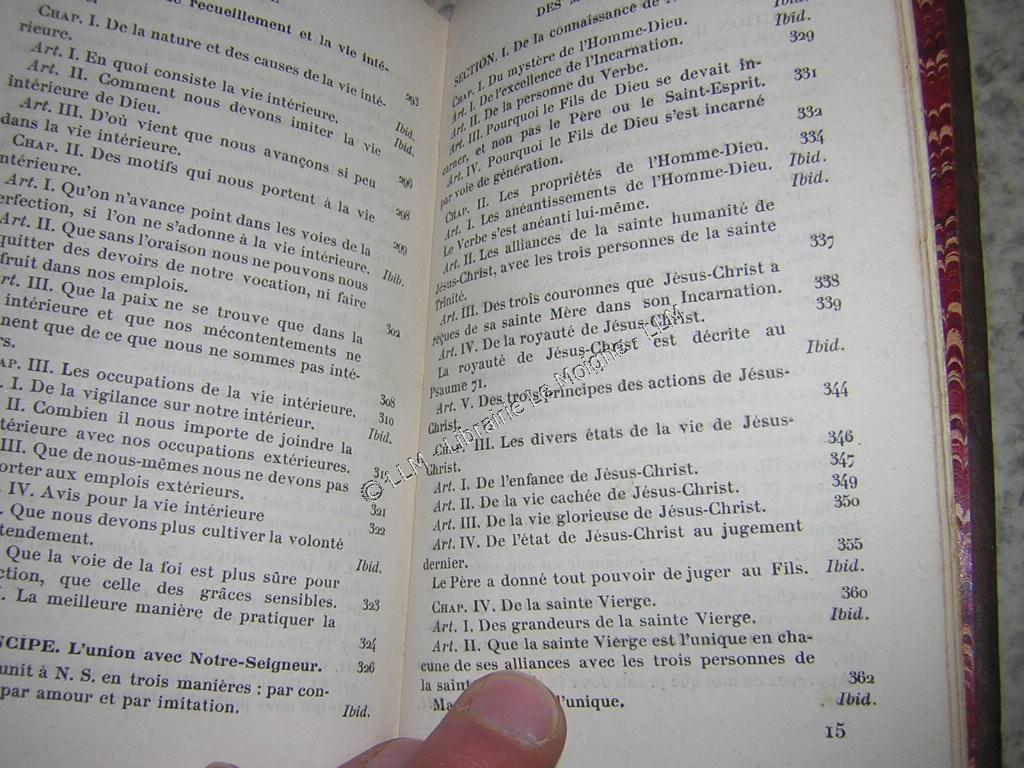 recueillement et la vie inté-
CHAP. I. De la nature et des causes de la vie inté-
rieure. 293
Art. I. En quoi consiste la vie intérieure. Ibid.
Art. II. Comment nous devons imiter la vie
intérieure de Dieu. Ibid.
Art. III. D'où vient que nous avançons si peu
dans la vie intérieure. 296
CHAP. II. Des motifs qui nous portent à la vie
intérieure. 298
Art. I. Qu'on n'avance point dans les voies de la
erfection, si l'on ne s'adonne à la vie intérieure. 299
Art. II. Que sans l'oraison nous ne pouvons nous
quitter des devoirs de notre vocation, ni faire
fruit dans nos emplois. Ibib.
rt. III. Que la paix ne se trouve que dans la
intérieure et que nos mécontentements ne
nent que de ce que nous ne sommes pas inté-
rs. 302
AP. III. Les occupations de la vie intérieure. 308
. I. De la vigilance sur notre intérieur. 310
II. Combien il nous importe de joindre la
térieure avec nos occupations extérieures. Ibid.
III. Que de nous-mêmes nous ne devons pas
orter aux emplois extérieurs.
IV. Avis pour la vie intérieure 321
. Que nous devons plus cultiver la volonté 322
tendement. Ibid.
Que la voie de la foi est plus sûre pour
ction, que celle des grâces sensibles. 323
. La meilleure manière de pratiquer la
324
NCIPE. L'union avec Notre-Seigneur. 326
unit à N. S. en trois manières : par con-
par amour et par imitation. Ibid.
DES
SECTION. I. De la connaissance de Ibid.
CHAP. I. Du mystère de l'Homme-Dieu. Ibid.
Art. I. De l'excellence de l'Incarnation. 329
Art. II. De la personne du Verbe.
Art. III. Pourquoi le Fils de Dieu se devait in-
carner, et non pas le Père ou le Saint-Esprit. 331
Art. IV. Pourquoi le Fils de Dieu s'est incarné
par voie de génération. 332
CHAP. II. Les propriétés de l'Homme-Dieu. 334
Art. I. Les anéantissements de l'Homme-Dieu. Ibid.
Le Verbe s'est anéanti lui-même. Ibid.
Art. II. Les alliances de la sainte humanité de
Jésus-Christ, avec les trois personnes de la sainte
Trinité. 337
Art. III. Des trois couronnes que Jésus-Christ a
reçues de sa sainte Mère dans son Incarnation. 338
Art. IV. De la royauté de Jésus-Christ. 339
La royauté de Jésus-Christ est décrite au
Psaume 71. Ibid.
Art. V. Des trois principes des actions de Jésus-
Christ. 344
CHAP. III. Les divers états de la vie de Jésus-
Christ. 346
Art. I. De l'enfance de Jésus-Christ. 347
Art. II. De la vie cachée de Jésus-Christ. 349
Art. III. De la vie glorieuse de Jésus-Christ. 350
Art. IV. De l'état de Jésus-Christ au jugement
dernier. 355
Le Père a donné tout pouvoir de juger au Fils. Ibid.
CHAP. IV. De la sainte Vierge. 360
Art. I. Des grandeurs de la sainte Vierge. Ibid.
Art. II. Que la sainte Vierge est l'unique en cha-
cune de ses alliances avec les trois personnes de
la sainte 362
l'unique. Ibid.
15
© LLM - Librairie Le Moigne - LLM